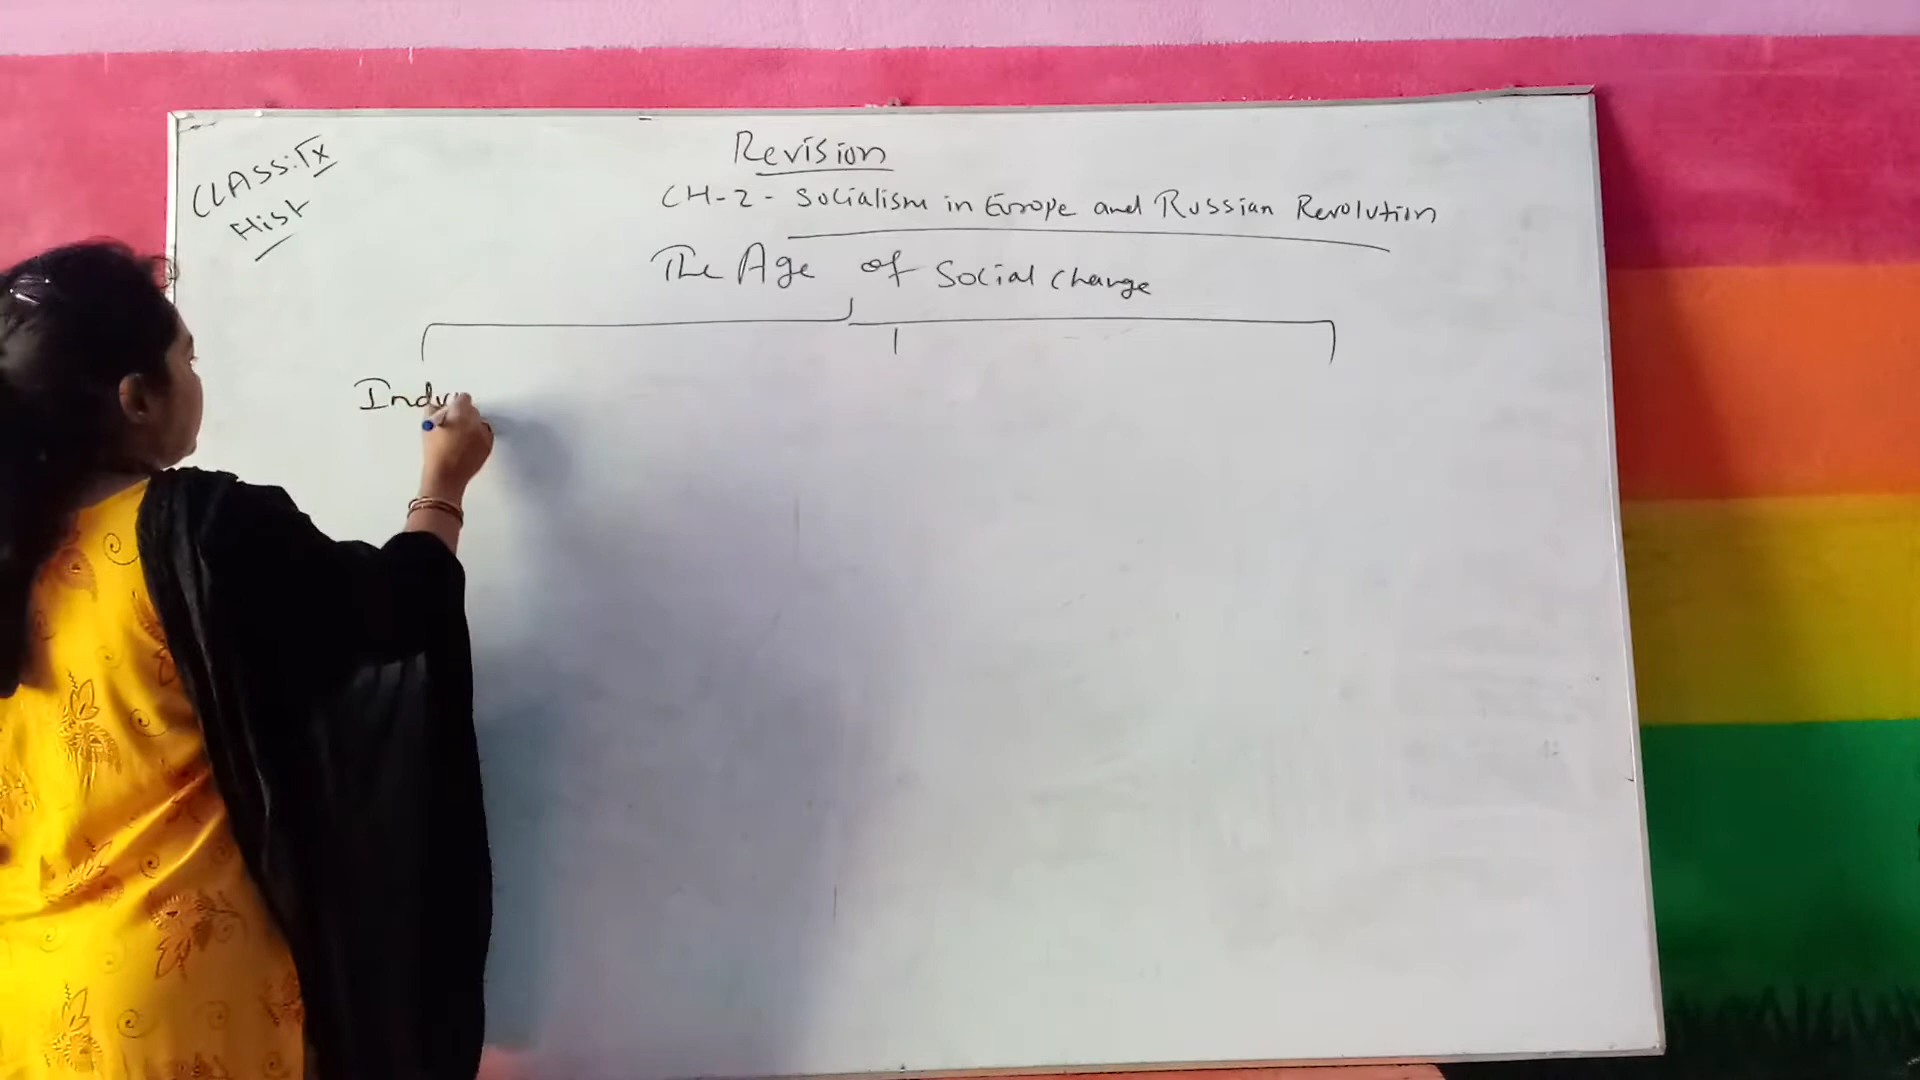 CLASS: IX
Hist
Revision
CH-2- Socialism in Europe and Russian Revolution
The Age of Social change
Indu